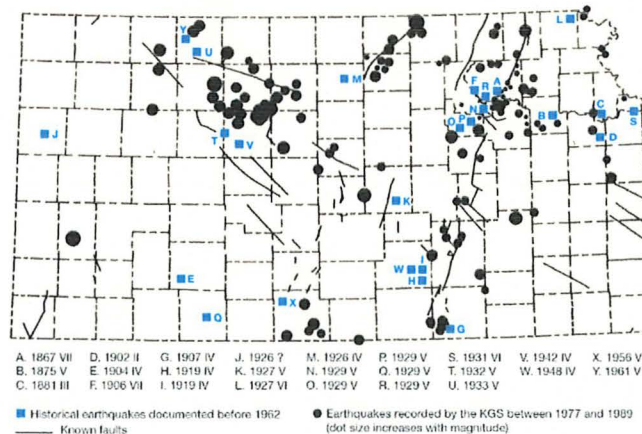 Y
U
L
M
F R A
N
O P
B
C
S
D
J
T
V
K
E
W I
H
Q
X
G
A. 1867 VII D. 1902 II G. 1907 IV J. 1926 ? M. 1926 IV P. 1929 V S. 1931 VI V. 1942 IV X. 1956 V
B. 1875 V E. 1904 IV H. 1919 IV K. 1927 V N. 1929 V Q. 1929 V T. 1932 V W. 1948 IV Y. 1961 V
C. 1881 III F. 1906 VII I. 1919 IV L. 1927 VI O. 1929 V R. 1929 V U. 1933 V
Historical earthquakes documented before 1962
Known faults
Earthquakes recorded by the KGS between 1977 and 1989
(dot size increases with magnitude)